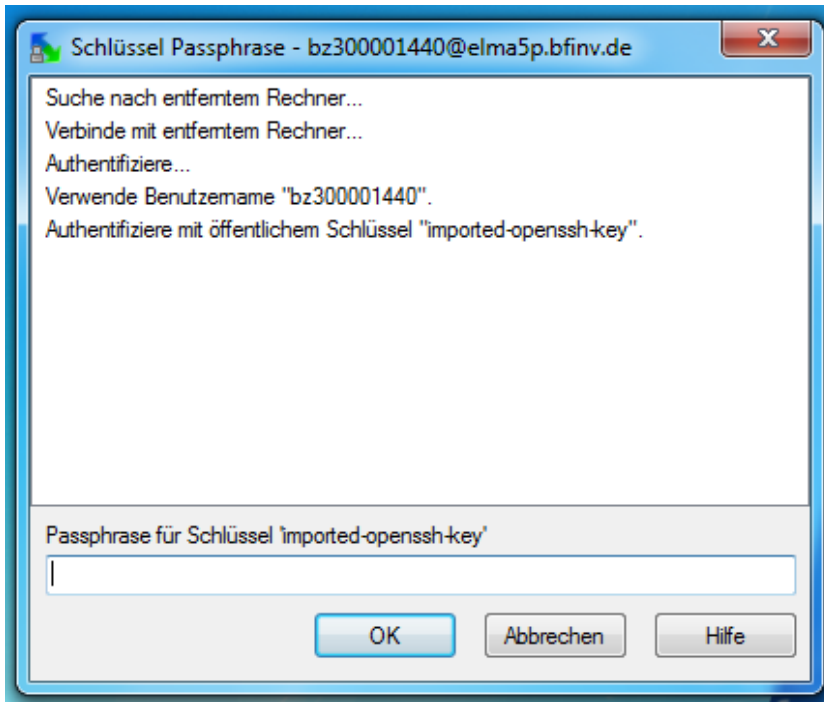 Schlüssel Passphrase - bz300001440@elma5p.bfinv.de
Suche nach entferntem Rechner...
Verbinde mit entferntem Rechner...
Authentifiziere...
Verwende Benutzername "bz300001440".
Authentifiziere mit öffentlichem Schlüssel "imported-openssh-key".
Passphrase für Schlüssel 'imported-openssh-key'
OK
Abbrechen
Hilfe